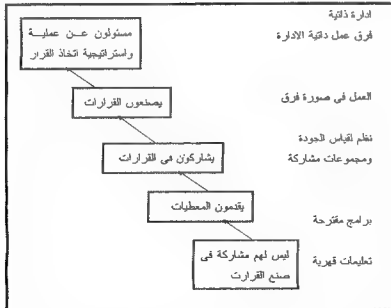 ادارة ذاتية
فرق عمل داتية الادارة
مسئولون عن عملية
واستراتيجية اتخاذ القرار
العمل فى صورة فرق
يصنعون القرارات
نظم لقياس الجودة
ومجموعات مشاركة
يشاركون فى القرارات
يقدمون المعطيات
برامج مقترحة
تعليمات قهرية
ليس لهم مشاركة فى
صنع القرارت